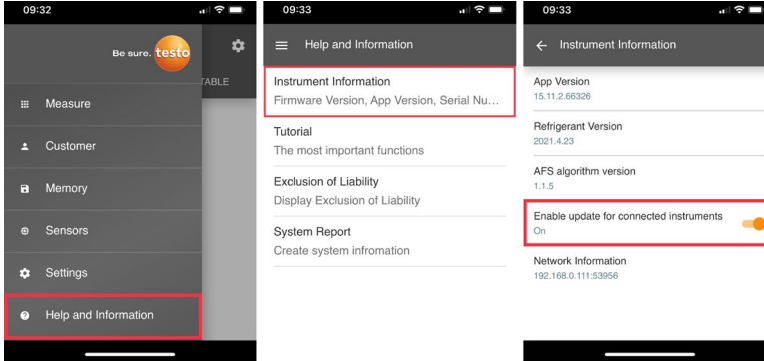 09:32
Be sure. testo
TABLE
Measure
Customer
Memory
Sensors
Settings
Help and Information
09:33
Help and Information
Instrument Information
Firmware Version, App Version, Serial Nu...
Tutorial
The most important functions
Exclusion of Liability
Display Exclusion of Liability
System Report
Create system infromation
09:33
Instrument Information
App Version
15.11.2.66326
Refrigerant Version
2021.4.23
AFS algorithm version
1.1.5
Enable update for connected instruments
On
Network Information
192.168.0.111:53956